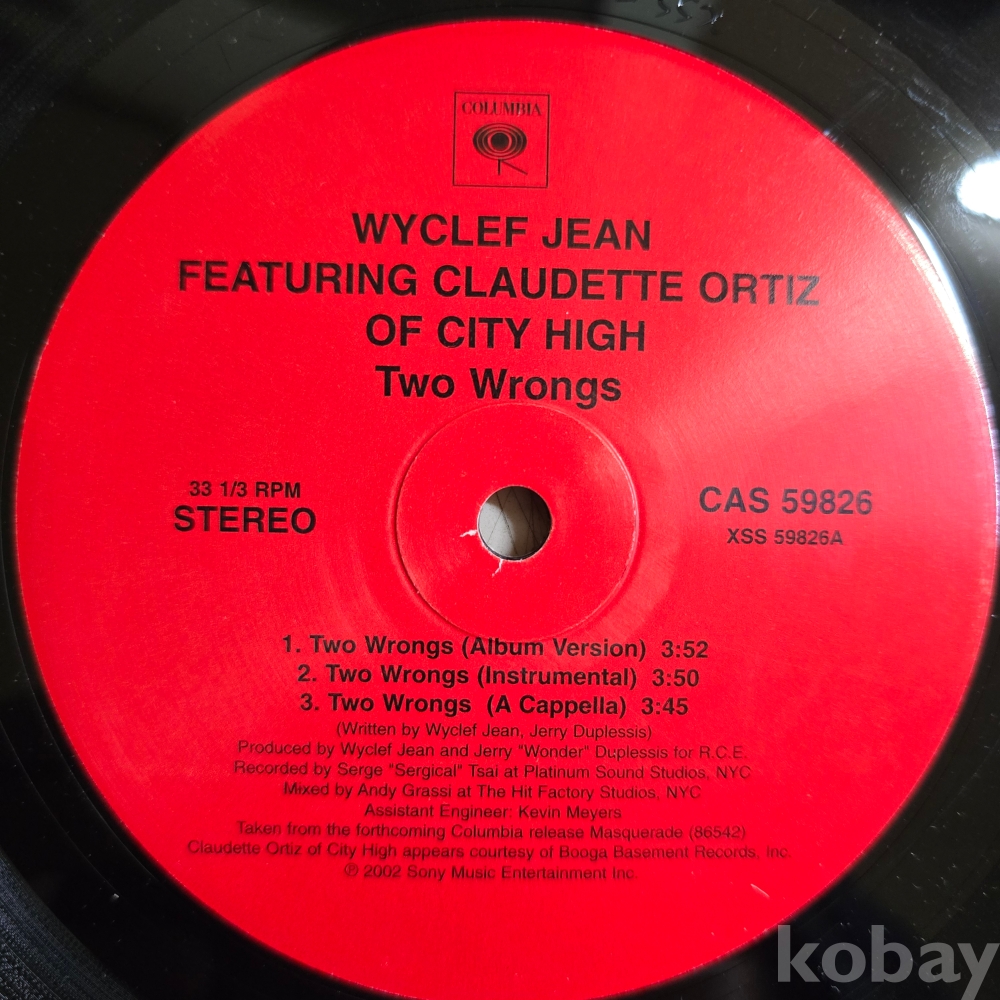 COLUMBIA
WYCLEF JEAN
FEATURING CLAUDETTE ORTIZ
OF CITY HIGH
Two Wrongs
33 1/3 RPM
STEREO
CAS 59826
XSS 59826A
1. Two Wrongs (Album Version) 3:52
2. Two Wrongs (Instrumental) 3:50
3. Two Wrongs (A Cappella) 3:45
(Written by Wyclef Jean, Jerry Duplessis)
Produced by Wyclef Jean and Jerry "Wonder" Duplessis for R.C.E.
Recorded by Serge "Sergical" Tsai at Platinum Sound Studios, NYC
Mixed by Andy Grassi at The Hit Factory Studios, NYC
Assistant Engineer: Kevin Meyers
Taken from the forthcoming Columbia release Masquerade (86542)
Claudette Ortiz of City High appears courtesy of Booga Basement Records, Inc.
℗ 2002 Sony Music Entertainment Inc.
kobay